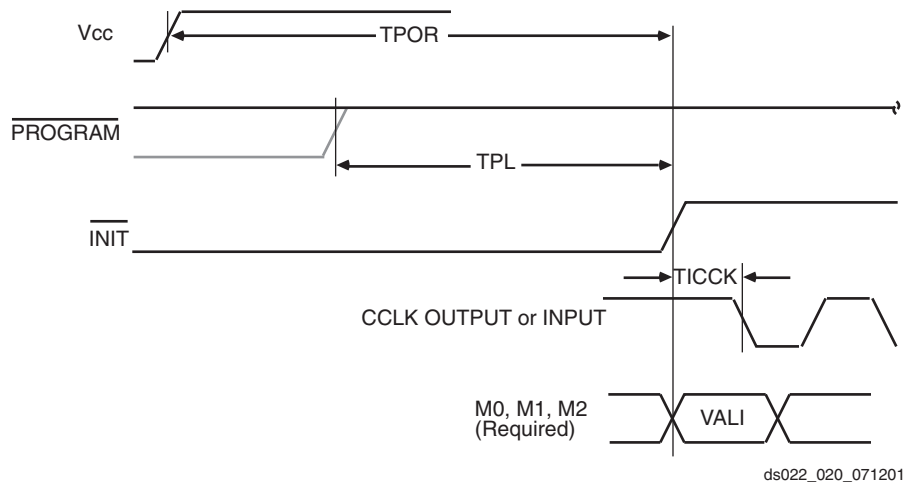 Vcc
TPOR
PROGRAM
TPL
INIT
TICCK
CCLK OUTPUT or INPUT
M0, M1, M2
(Required)
VALI
ds022_020_071201